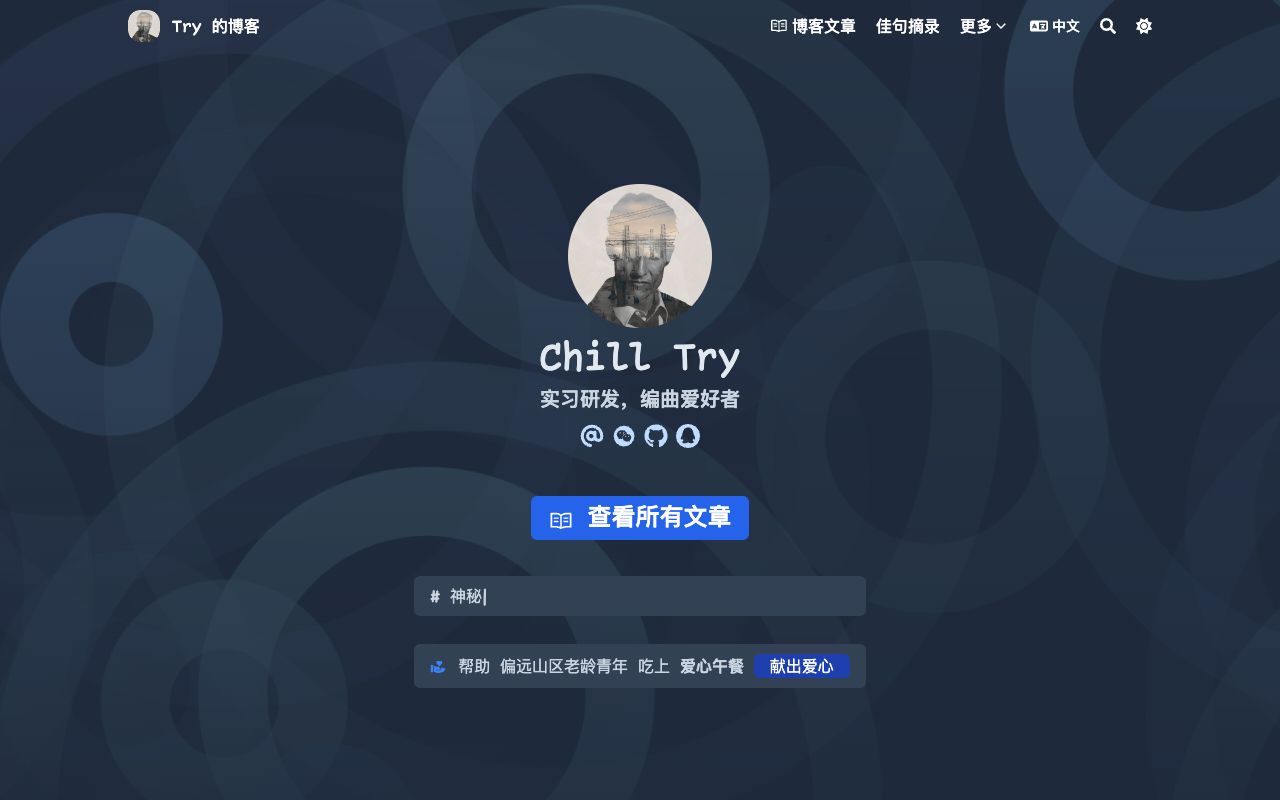 Try 的博客
博客文章 佳句摘录 更多 中文
Chill Try
实习研发，编曲爱好者
查看所有文章
# 神秘
帮助 偏远山区老龄青年 吃上 爱心午餐 献出爱心